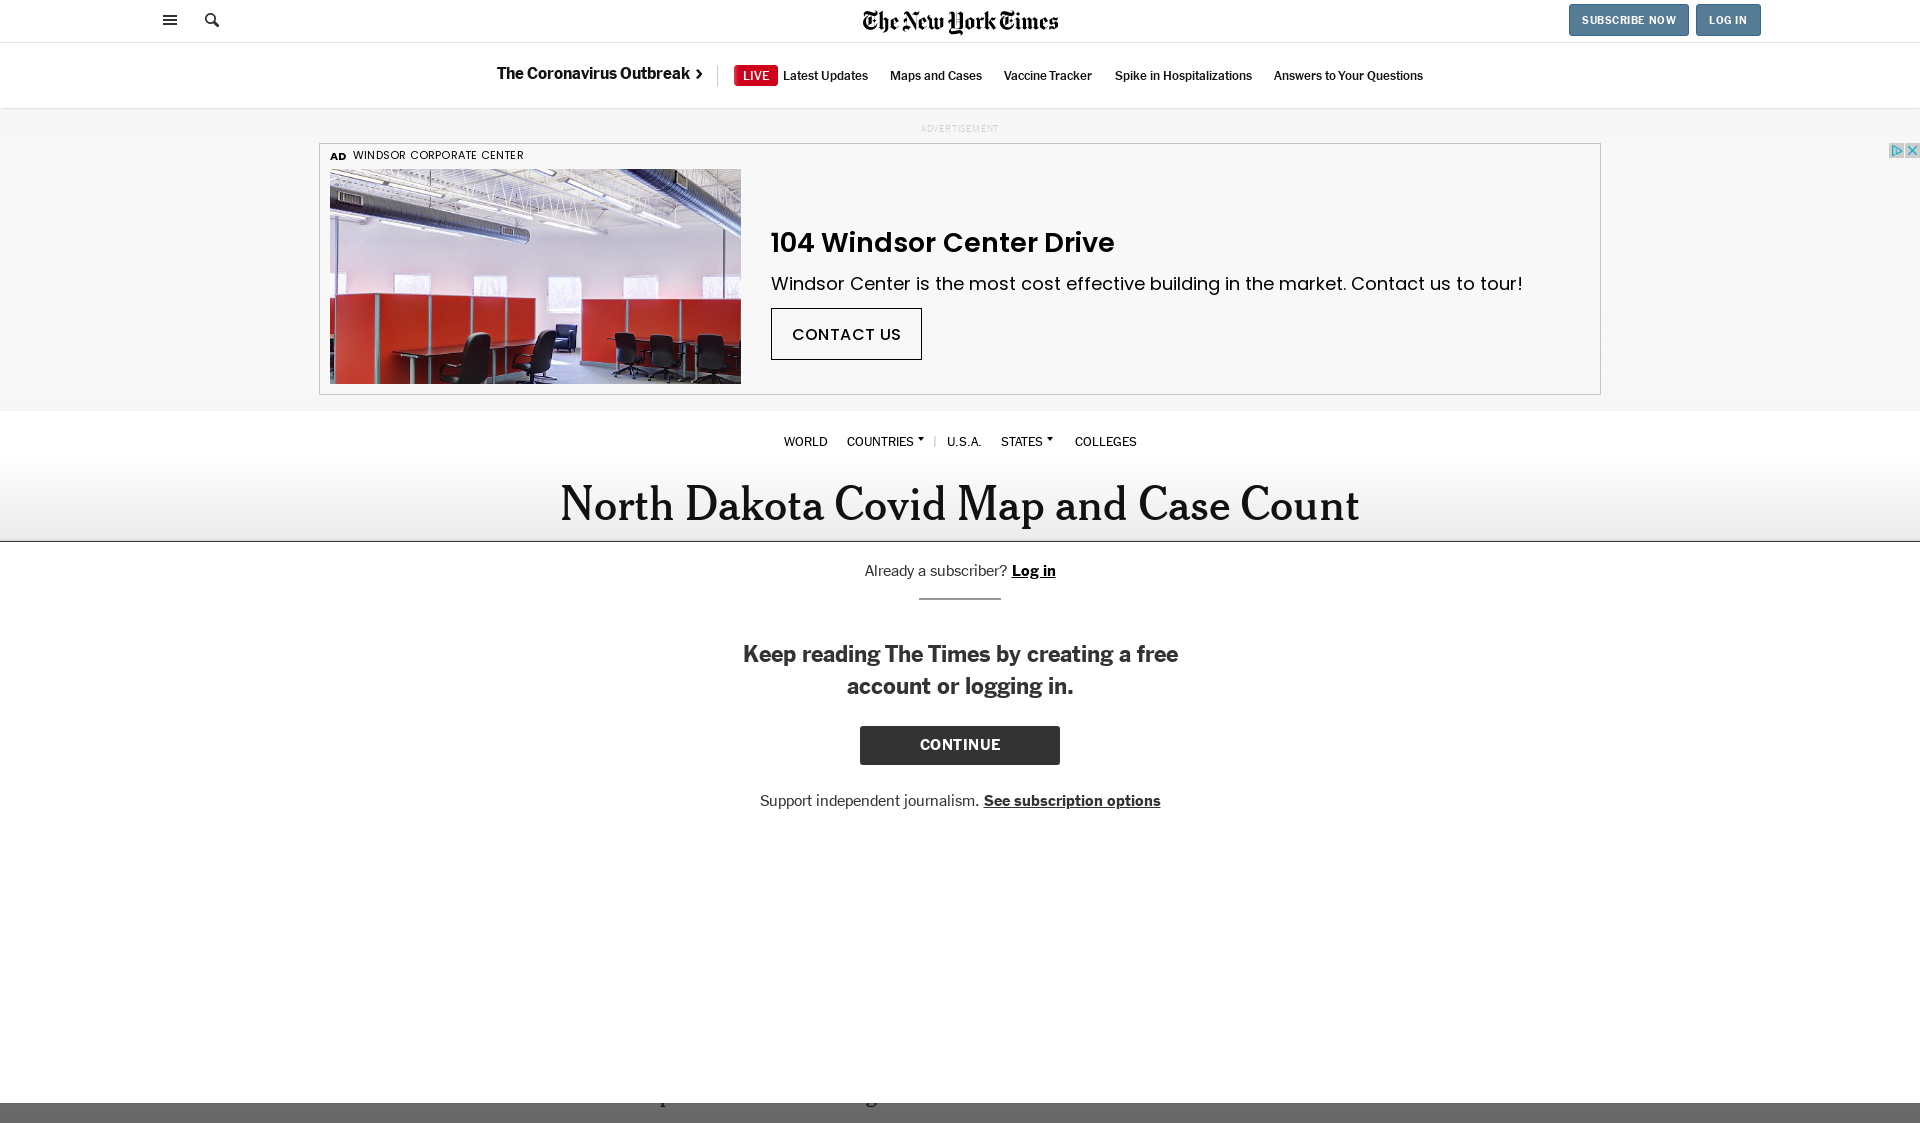 The New York Times
SUBSCRIBE NOW
LOG IN
The Coronavirus Outbreak
LIVE Latest Updates
Maps and Cases
Vaccine Tracker
Spike in Hospitalizations
Answers to Your Questions
ADVERTISEMENT
AD WINDSOR CORPORATE CENTER
104 Windsor Center Drive
Windsor Center is the most cost effective building in the market. Contact us to tour!
CONTACT US
WORLD COUNTRIES | U.S.A. STATES COLLEGES
North Dakota Covid Map and Case Count
Already a subscriber? Log in
Keep reading The Times by creating a free
account or logging in.
CONTINUE
Support independent journalism. See subscription options